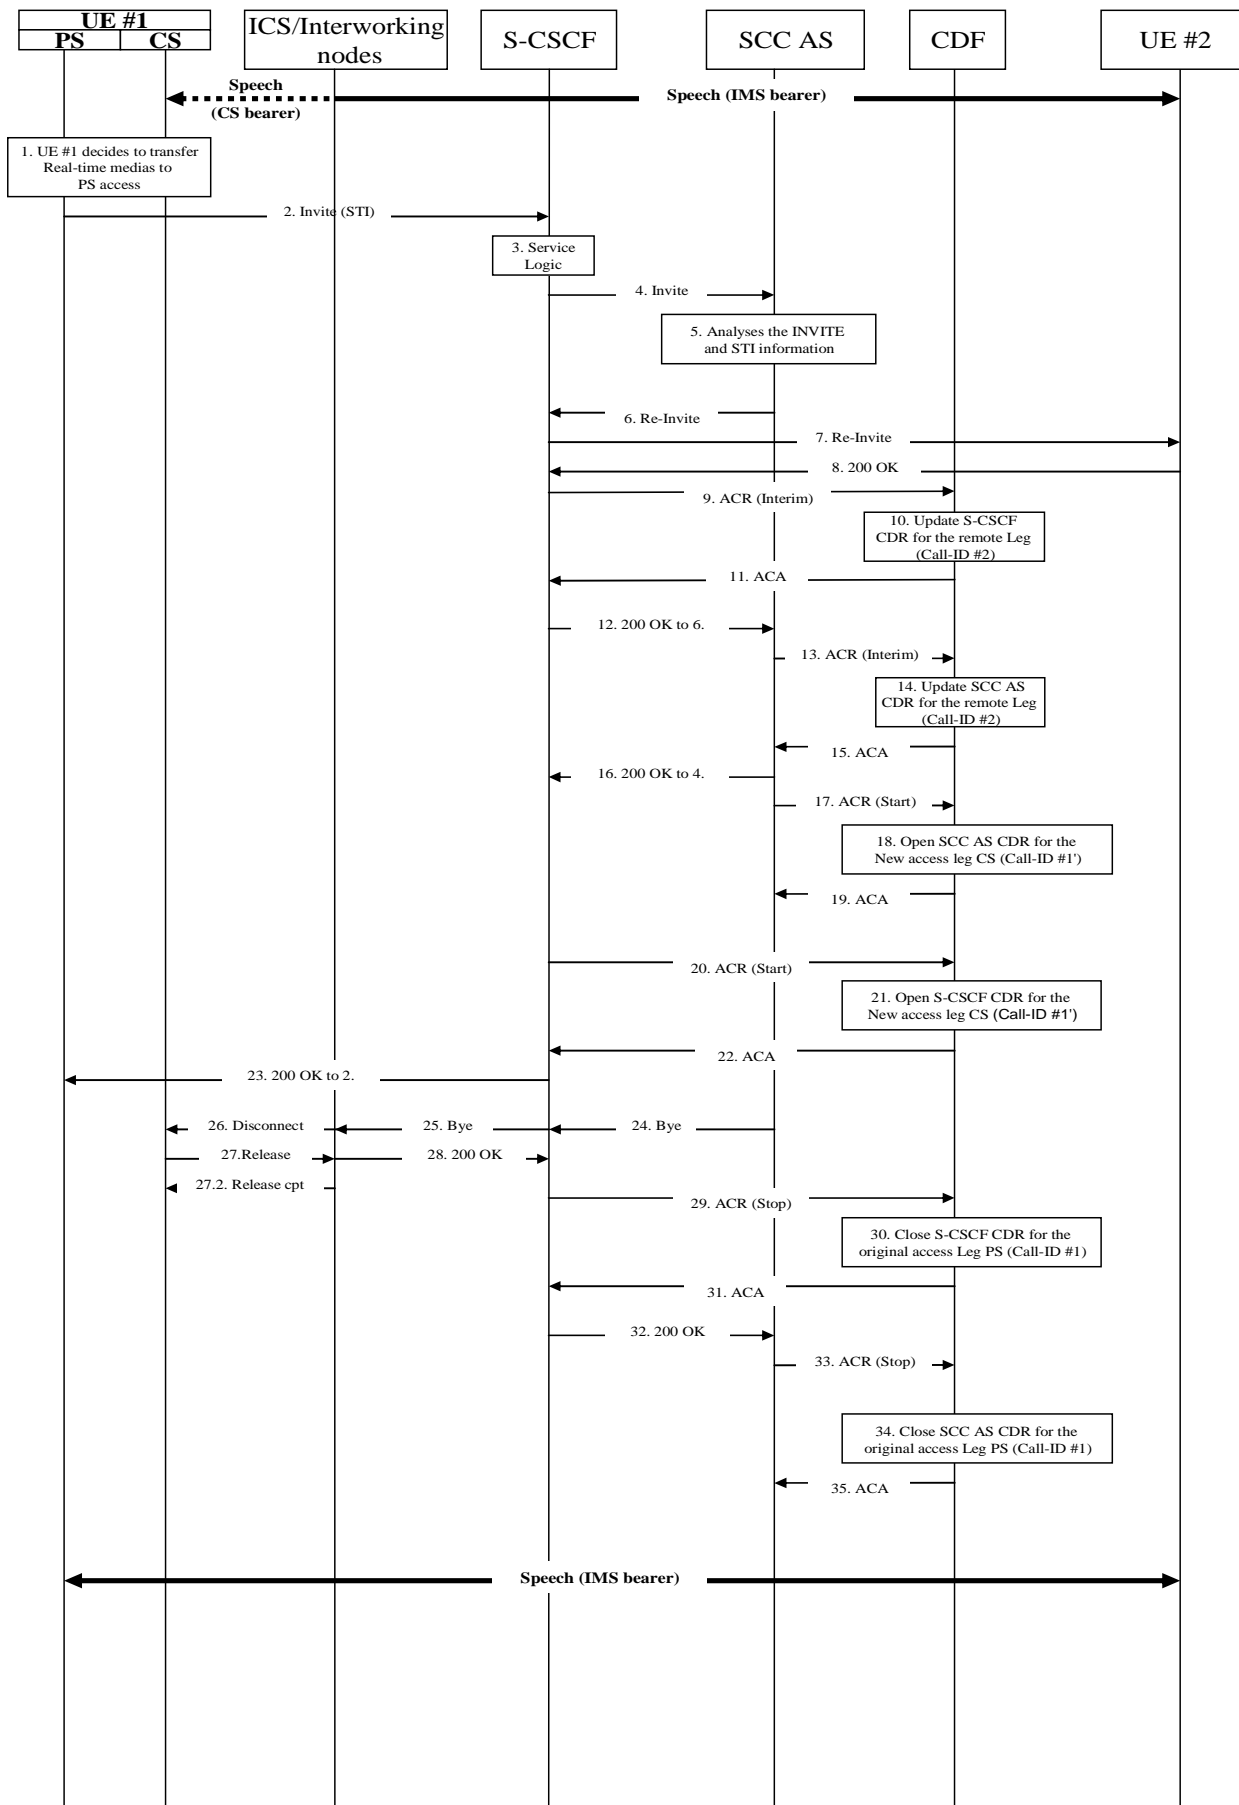 UE #1
PS CS
ICS/Interworking
nodes
S-CSCF
SCC AS
CDF
UE #2
Speech
(CS bearer)
Speech (IMS bearer)
1. UE #1 decides to transfer
Real-time medias to
PS access
2. Invite (STI)
3. Service
Logic
4. Invite
5. Analyses the INVITE
and STI information
6. Re-Invite
7. Re-Invite
8. 200 OK
9. ACR (Interim)
10. Update S-CSCF
CDR for the remote Leg
(Call-ID #2)
11. ACA
12. 200 OK to 6.
13. ACR (Interim)
14. Update SCC AS
CDR for the remote Leg
(Call-ID #2)
15. ACA
16. 200 OK to 4.
17. ACR (Start)
18. Open SCC AS CDR for the
New access leg CS (Call-ID #1')
19. ACA
20. ACR (Start)
21. Open S-CSCF CDR for the
New access leg CS (Call-ID #1')
22. ACA
23. 200 OK to 2.
26. Disconnect
25. Bye
24. Bye
27.Release
28. 200 OK
27.2. Release cpt
29. ACR (Stop)
30. Close S-CSCF CDR for the
original access Leg PS (Call-ID #1)
31. ACA
32. 200 OK
33. ACR (Stop)
34. Close SCC AS CDR for the
original access Leg PS (Call-ID #1)
35. ACA
Speech (IMS bearer)